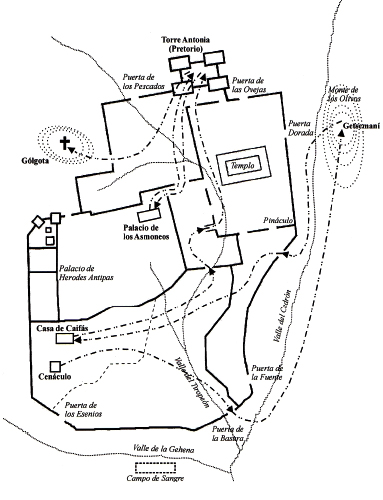 Torre Antonia
(Pretorio)
Puerta de
los Pescados
Puerta de
las Ovejas
Monte de
los Olivos
Getsemaní
Puerta
Dorada
Gólgota
Templo
Pináculo
Palacio de
los Asmoneos
Palacio de
Herodes Antipas
Valle del Cedrón
Casa de Caifás
Cenáculo
Valle del Tiropeón
Puerta de
la Fuente
Puerta de
los Esenios
Puerta de
la Basura
Valle de la Gehena
Campo de Sangre